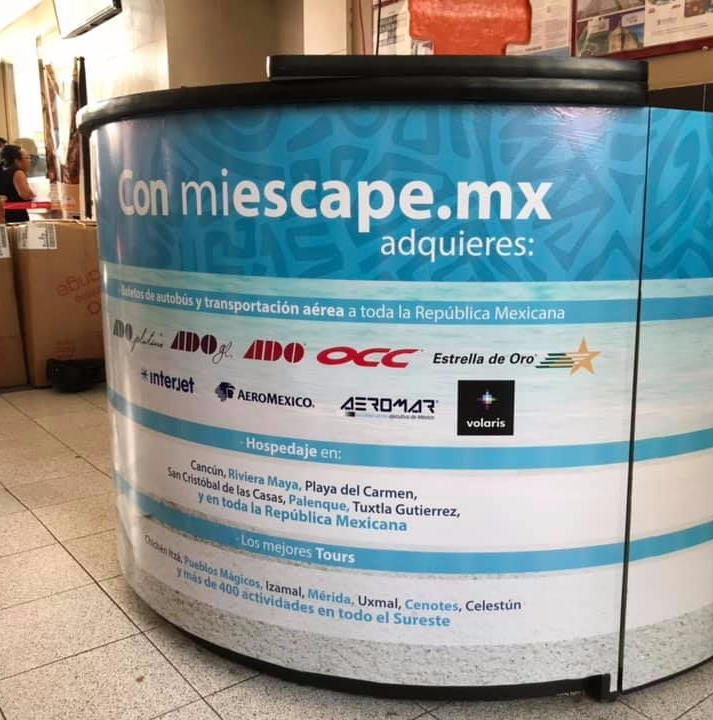 Con miescape.mx
adquieres:
· Boletos de autobús y transportación aérea a toda la República Mexicana
ADO platino ADO gl. ADO OCC Estrella de Oro
interjet AEROMEXICO. AEROMAR volaris
· Hospedaje en:
Cancún, Riviera Maya, Playa del Carmen,
San Cristóbal de las Casas, Palenque, Tuxtla Gutierrez,
y en toda la República Mexicana
· Los mejores Tours
Chichén Itzá, Pueblos Mágicos, Izamal, Mérida, Uxmal, Cenotes, Celestún
y más de 400 actividades en todo el Sureste